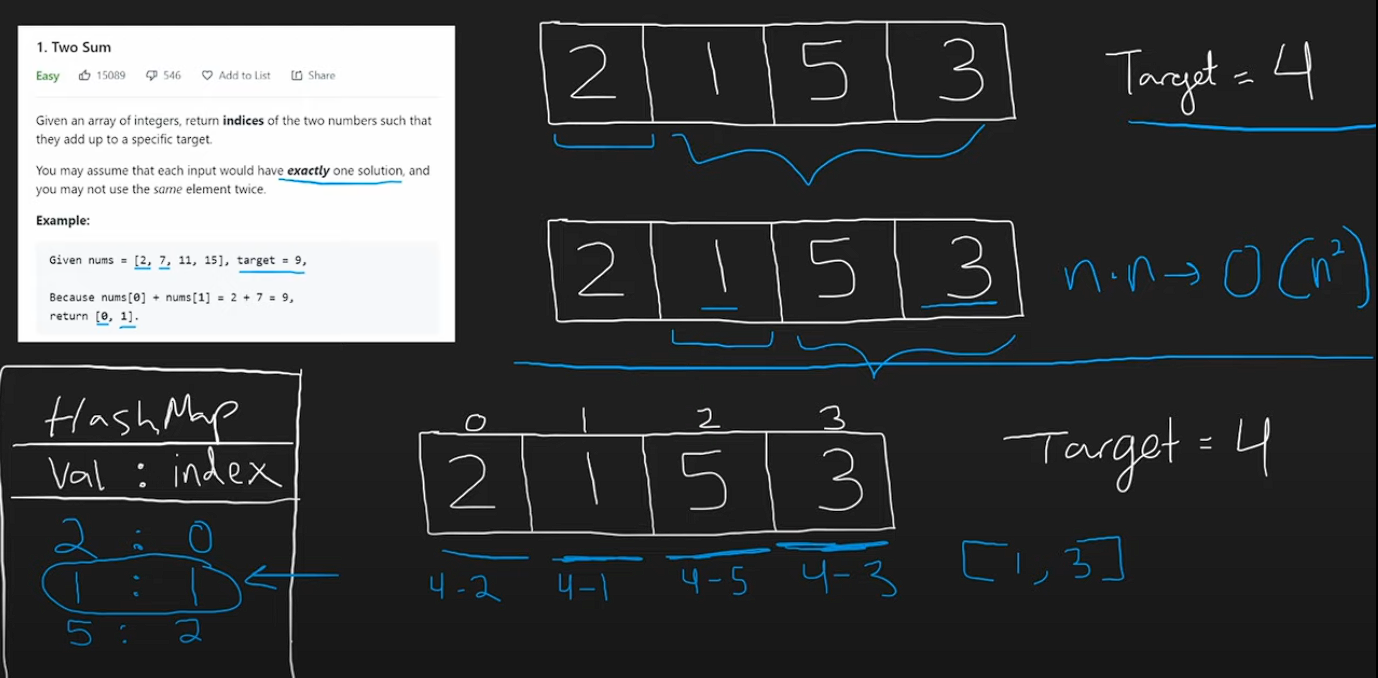 1. Two Sum
Easy 15089 546 Add to List Share
Given an array of integers, return indices of the two numbers such that
they add up to a specific target.
You may assume that each input would have exactly one solution, and
you may not use the same element twice.
Example:
Given nums = [2, 7, 11, 15], target = 9,
Because nums[0] + nums[1] = 2 + 7 = 9,
return [0, 1].
2 1 5 3
Target = 4
2 1 5 3
n·n→ O(n²)
HashMap
Val : index
2 : 0
1 : 1
5 : 2
0 1 2 3
2 1 5 3
4-2 4-1 4-5 4-3
Target = 4
[1, 3]